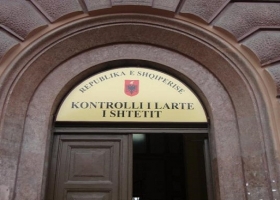 REPUBLIKA E SHQIPERISE
KONTROLLI I LARTE
I SHTETIT